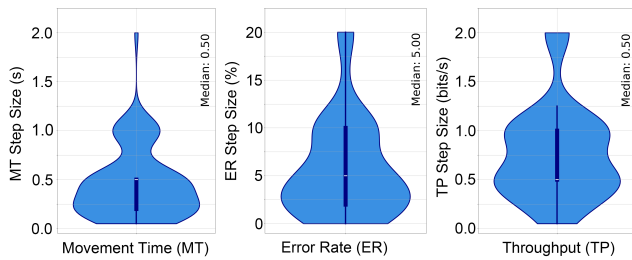 MT Step Size (s)
2.0
1.5
1.0
0.5
0.0
Median: 0.50
Movement Time (MT)
ER Step Size (%)
20
15
10
5
0
Median: 5.00
Error Rate (ER)
TP Step Size (bits/s)
2.0
1.5
1.0
0.5
0.0
Median: 0.50
Throughput (TP)